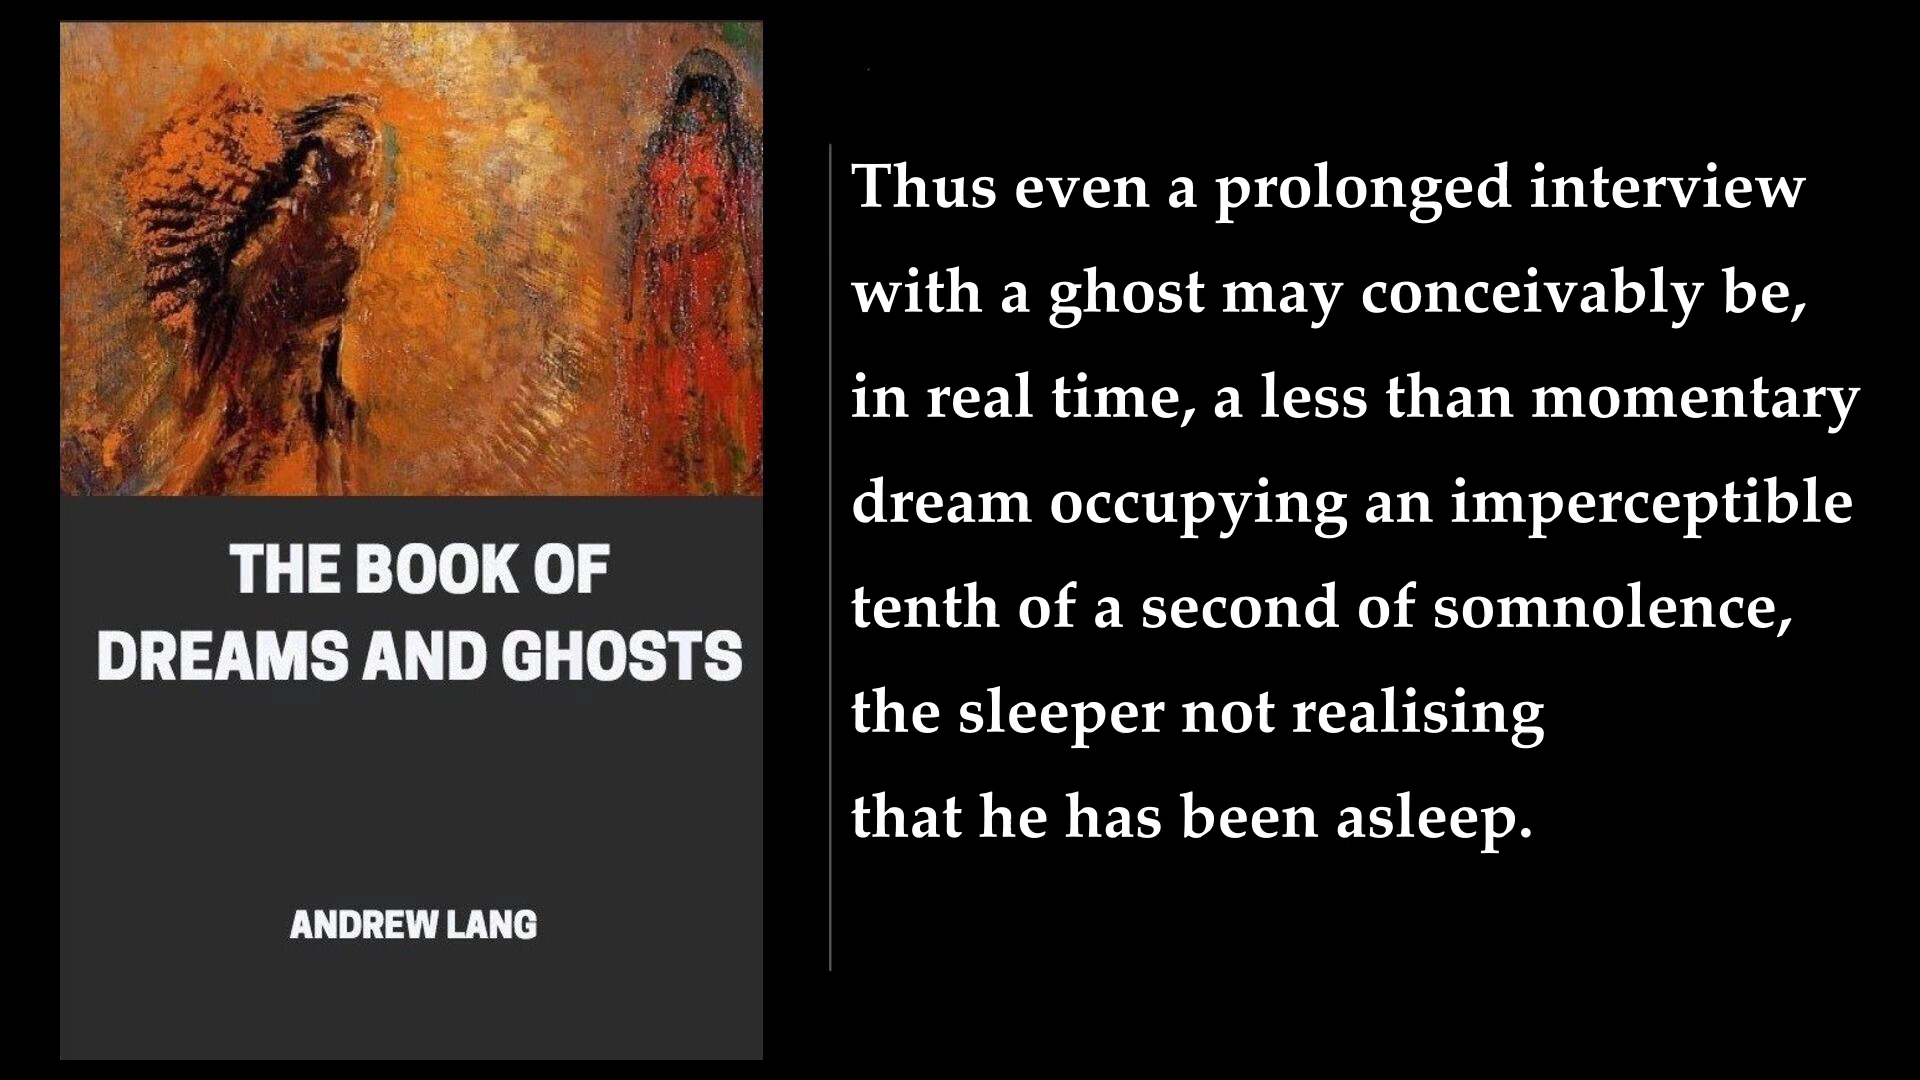 THE BOOK OF
DREAMS AND GHOSTS
ANDREW LANG
Thus even a prolonged interview
with a ghost may conceivably be,
in real time, a less than momentary
dream occupying an imperceptible
tenth of a second of somnolence,
the sleeper not realising
that he has been asleep.